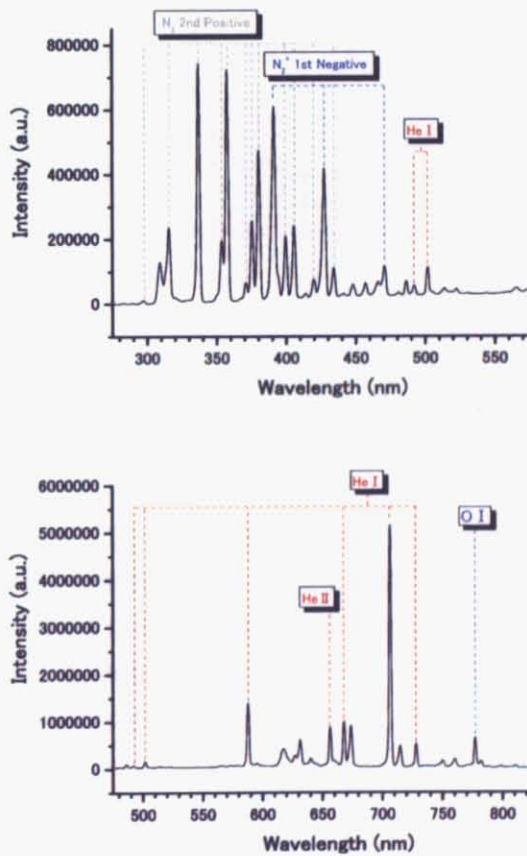 N₂ 2nd Positive
N₂⁺ 1st Negative
He I
Intensity (a.u.)
800000
600000
400000
200000
0
300 350 400 450 500 550
Wavelength (nm)
He I
O I
He II
Intensity (a.u.)
6000000
5000000
4000000
3000000
2000000
1000000
0
500 550 600 650 700 750 800
Wavelength (nm)